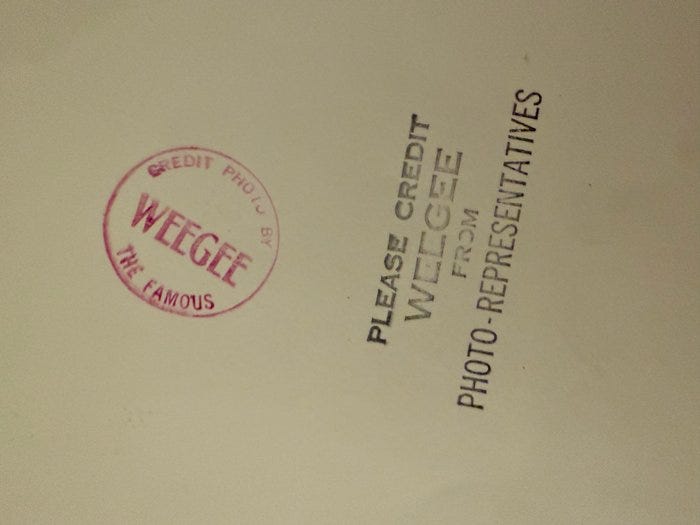 CREDIT PHOTO BY
WEEGEE
THE FAMOUS
PLEASE CREDIT
WEEGEE
FROM
PHOTO-REPRESENTATIVES